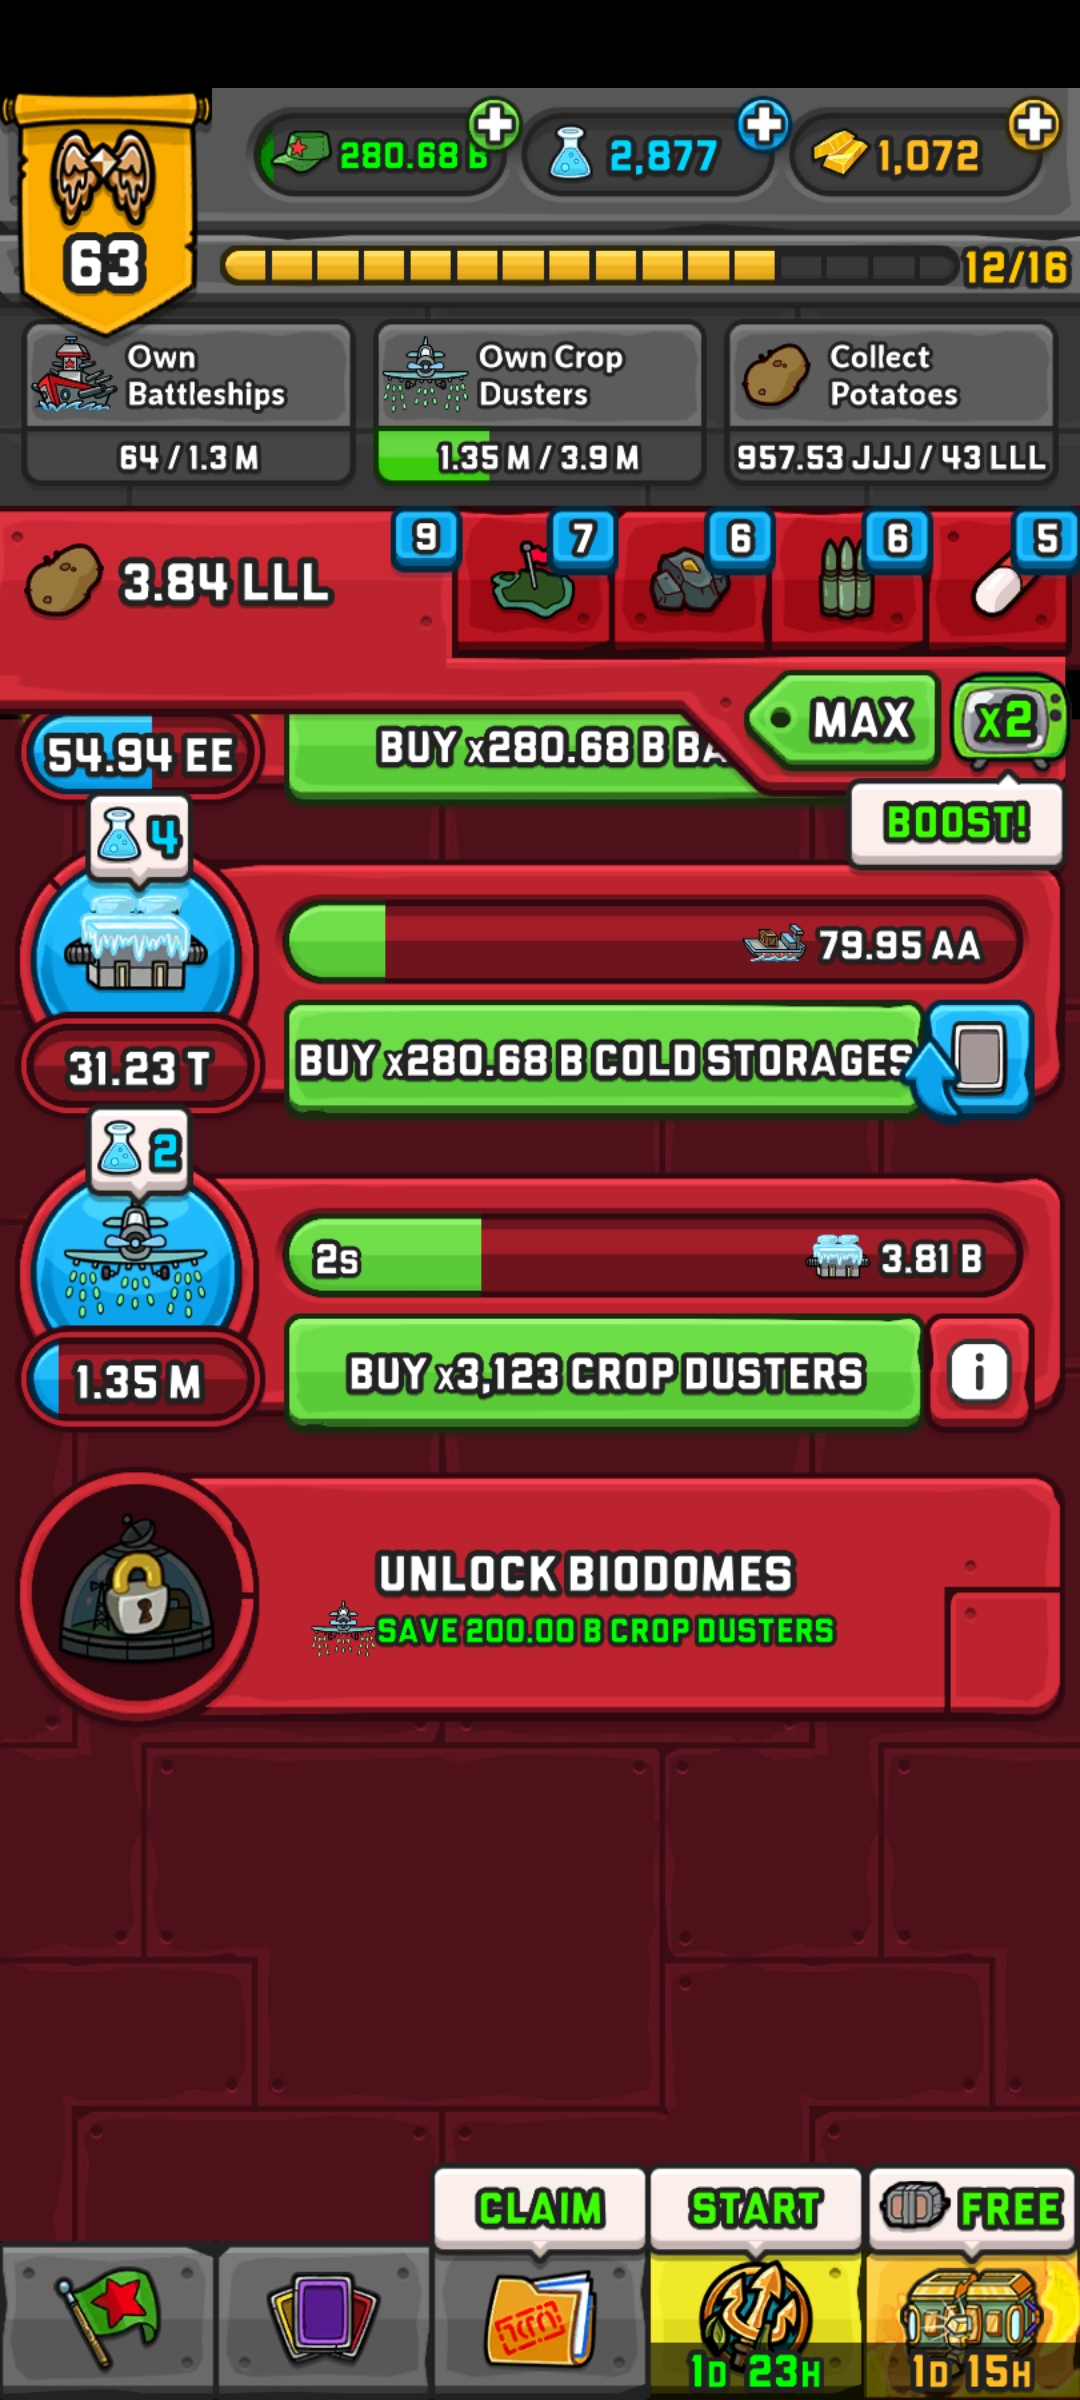 280.68 B
2,877
1,072
63
12/16
Own Battleships
64 / 1.3 M
Own Crop Dusters
1.35 M / 3.9 M
Collect Potatoes
957.53 JJJ / 43 LLL
3.84 LLL
9
7
6
6
5
MAX
x2
BOOST!
54.94 EE
BUY x280.68 B BA
4
79.95 AA
31.23 T
BUY x280.68 B COLD STORAGES
2
2s
3.81 B
1.35 M
BUY x3,123 CROP DUSTERS
i
UNLOCK BIODOMES
SAVE 200.00 B CROP DUSTERS
CLAIM
START
FREE
1D 23H
1D 15H